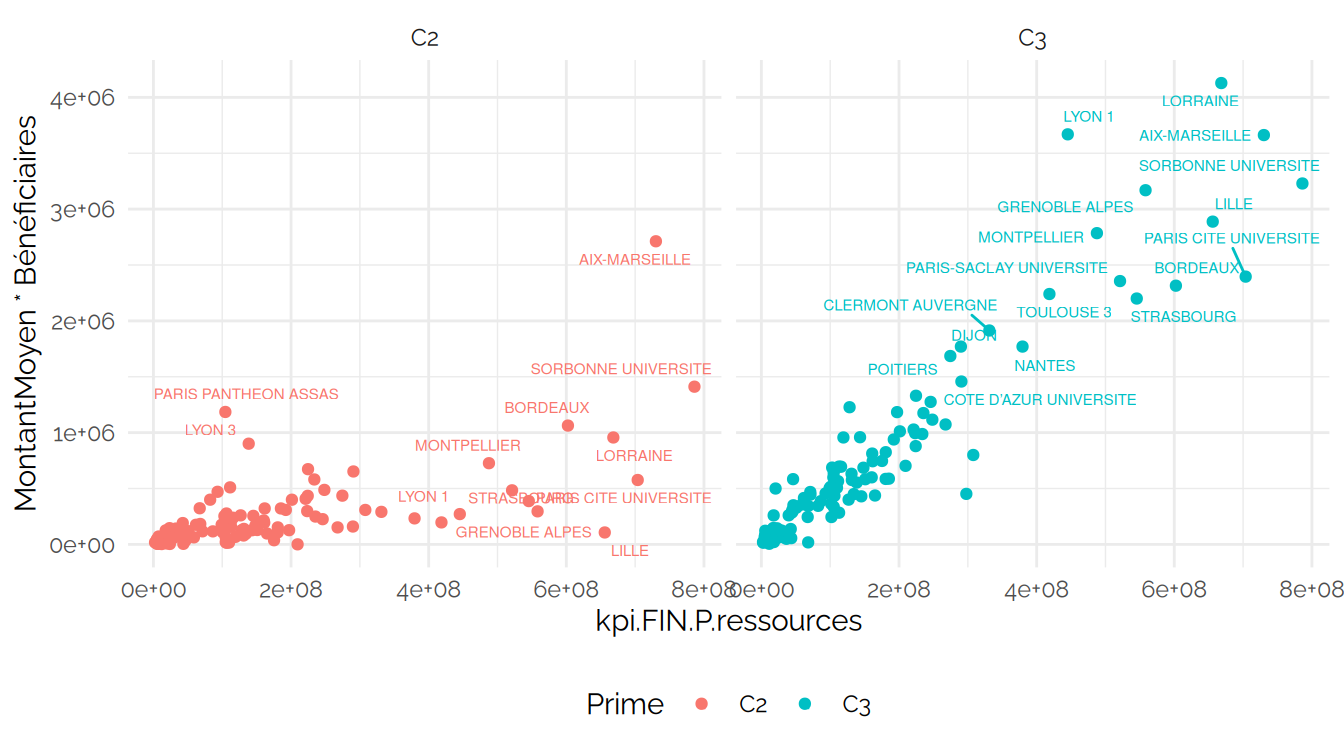 C2 C3
MontantMoyen * Bénéficiaires
4e+06
3e+06
2e+06
1e+06
0e+00
AIX-MARSEILLE
SORBONNE UNIVERSITE
PARIS PANTHEON ASSAS
BORDEAUX
LYON 3
MONTPELLIER
LORRAINE
LYON 1
STRASBOURG
PARIS CITE UNIVERSITE
GRENOBLE ALPES
LILLE
LORRAINE
LYON 1
AIX-MARSEILLE
SORBONNE UNIVERSITE
GRENOBLE ALPES
LILLE
MONTPELLIER
PARIS CITE UNIVERSITE
PARIS-SACLAY UNIVERSITE
BORDEAUX
CLERMONT AUVERGNE
TOULOUSE 3
STRASBOURG
DIJON
POITIERS
NANTES
COTE D'AZUR UNIVERSITE
0e+00 2e+08 4e+08 6e+08 8e+08
0e+00 2e+08 4e+08 6e+08 8e+08
kpi.FIN.P.ressources
Prime C2 C3